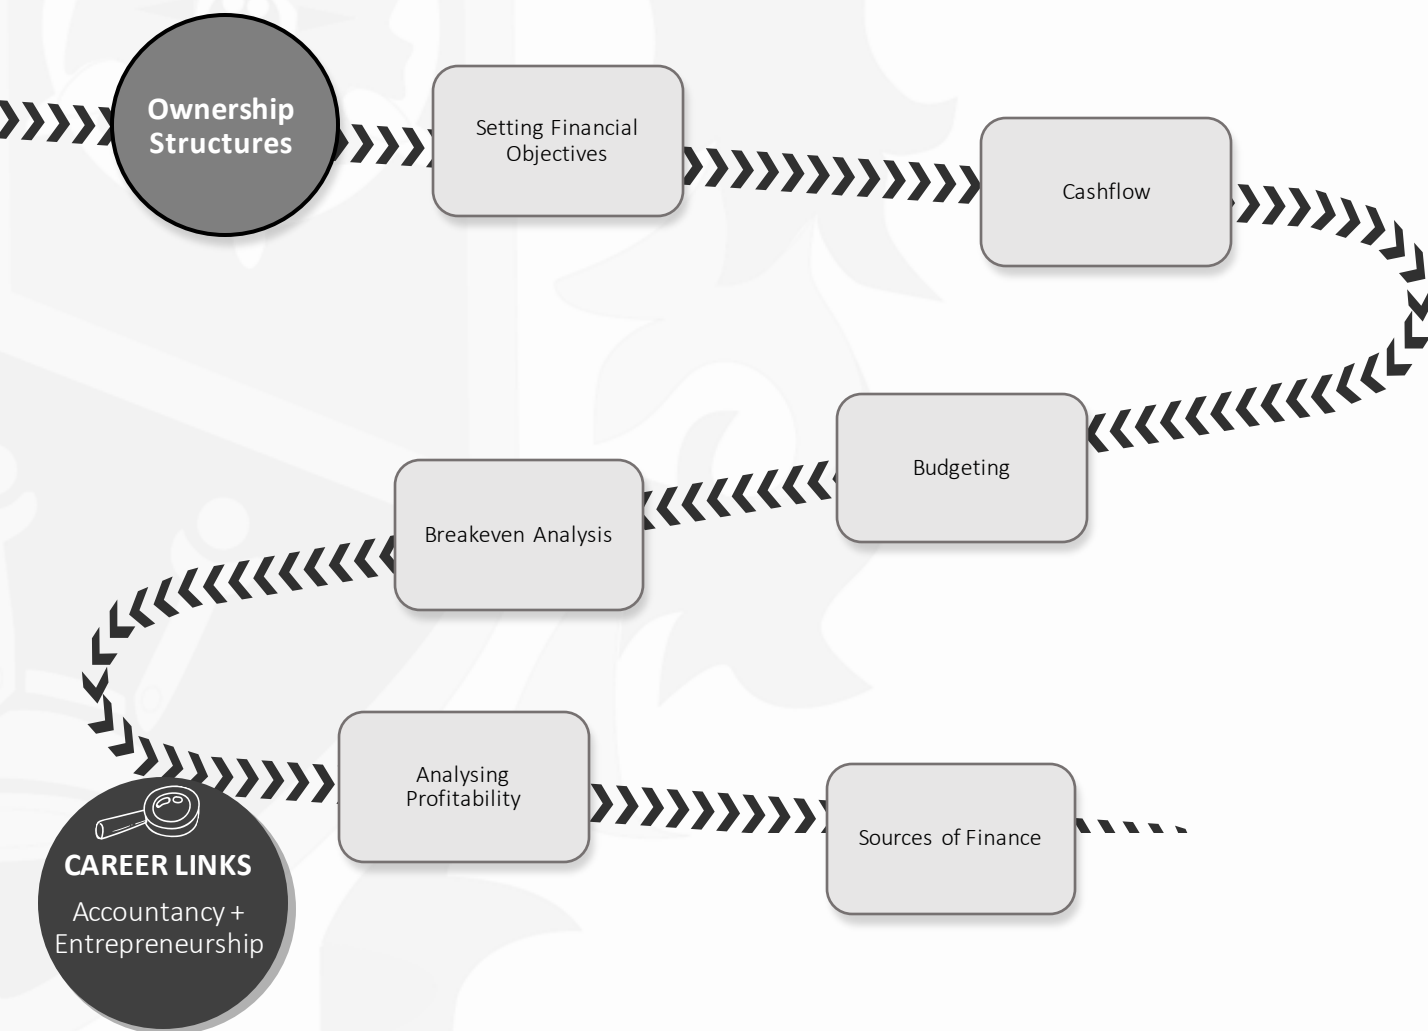 Ownership
Structures
Setting Financial
Objectives
Cashflow
Budgeting
Breakeven Analysis
Analysing
Profitability
Sources of Finance
CAREER LINKS
Accountancy +
Entrepreneurship